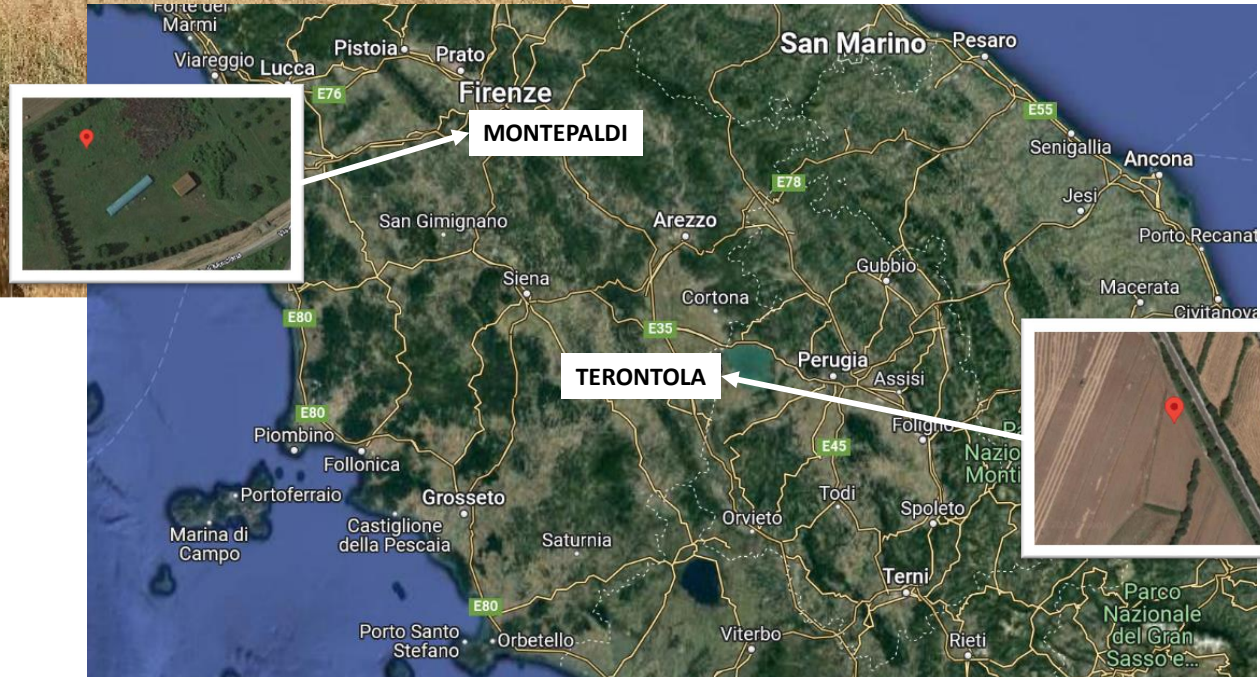 Forte dei
Marmi
Viareggio
Lucca
Pistoia
Prato
Firenze
E76
MONTEPALDI
San Marino
Pesaro
E55
Senigallia
Ancona
E78
Jesi
Porto Recanat
San Gimignano
Arezzo
Gubbio
Macerata
Civitanova
Siena
Cortona
E80
E35
TERONTOLA
Perugia
Assisi
Foligno
E80
Piombino
Follonica
E45
Nazio
Monti
Portoferraio
Grosseto
Todi
Spoleto
Marina di
Campo
Castiglione
della Pescaia
Saturnia
Orvieto
Terni
E80
Parco
Nazionale
del Gran
Sasso e...
Porto Santo
Stefano
Orbetello
Viterbo
Rieti